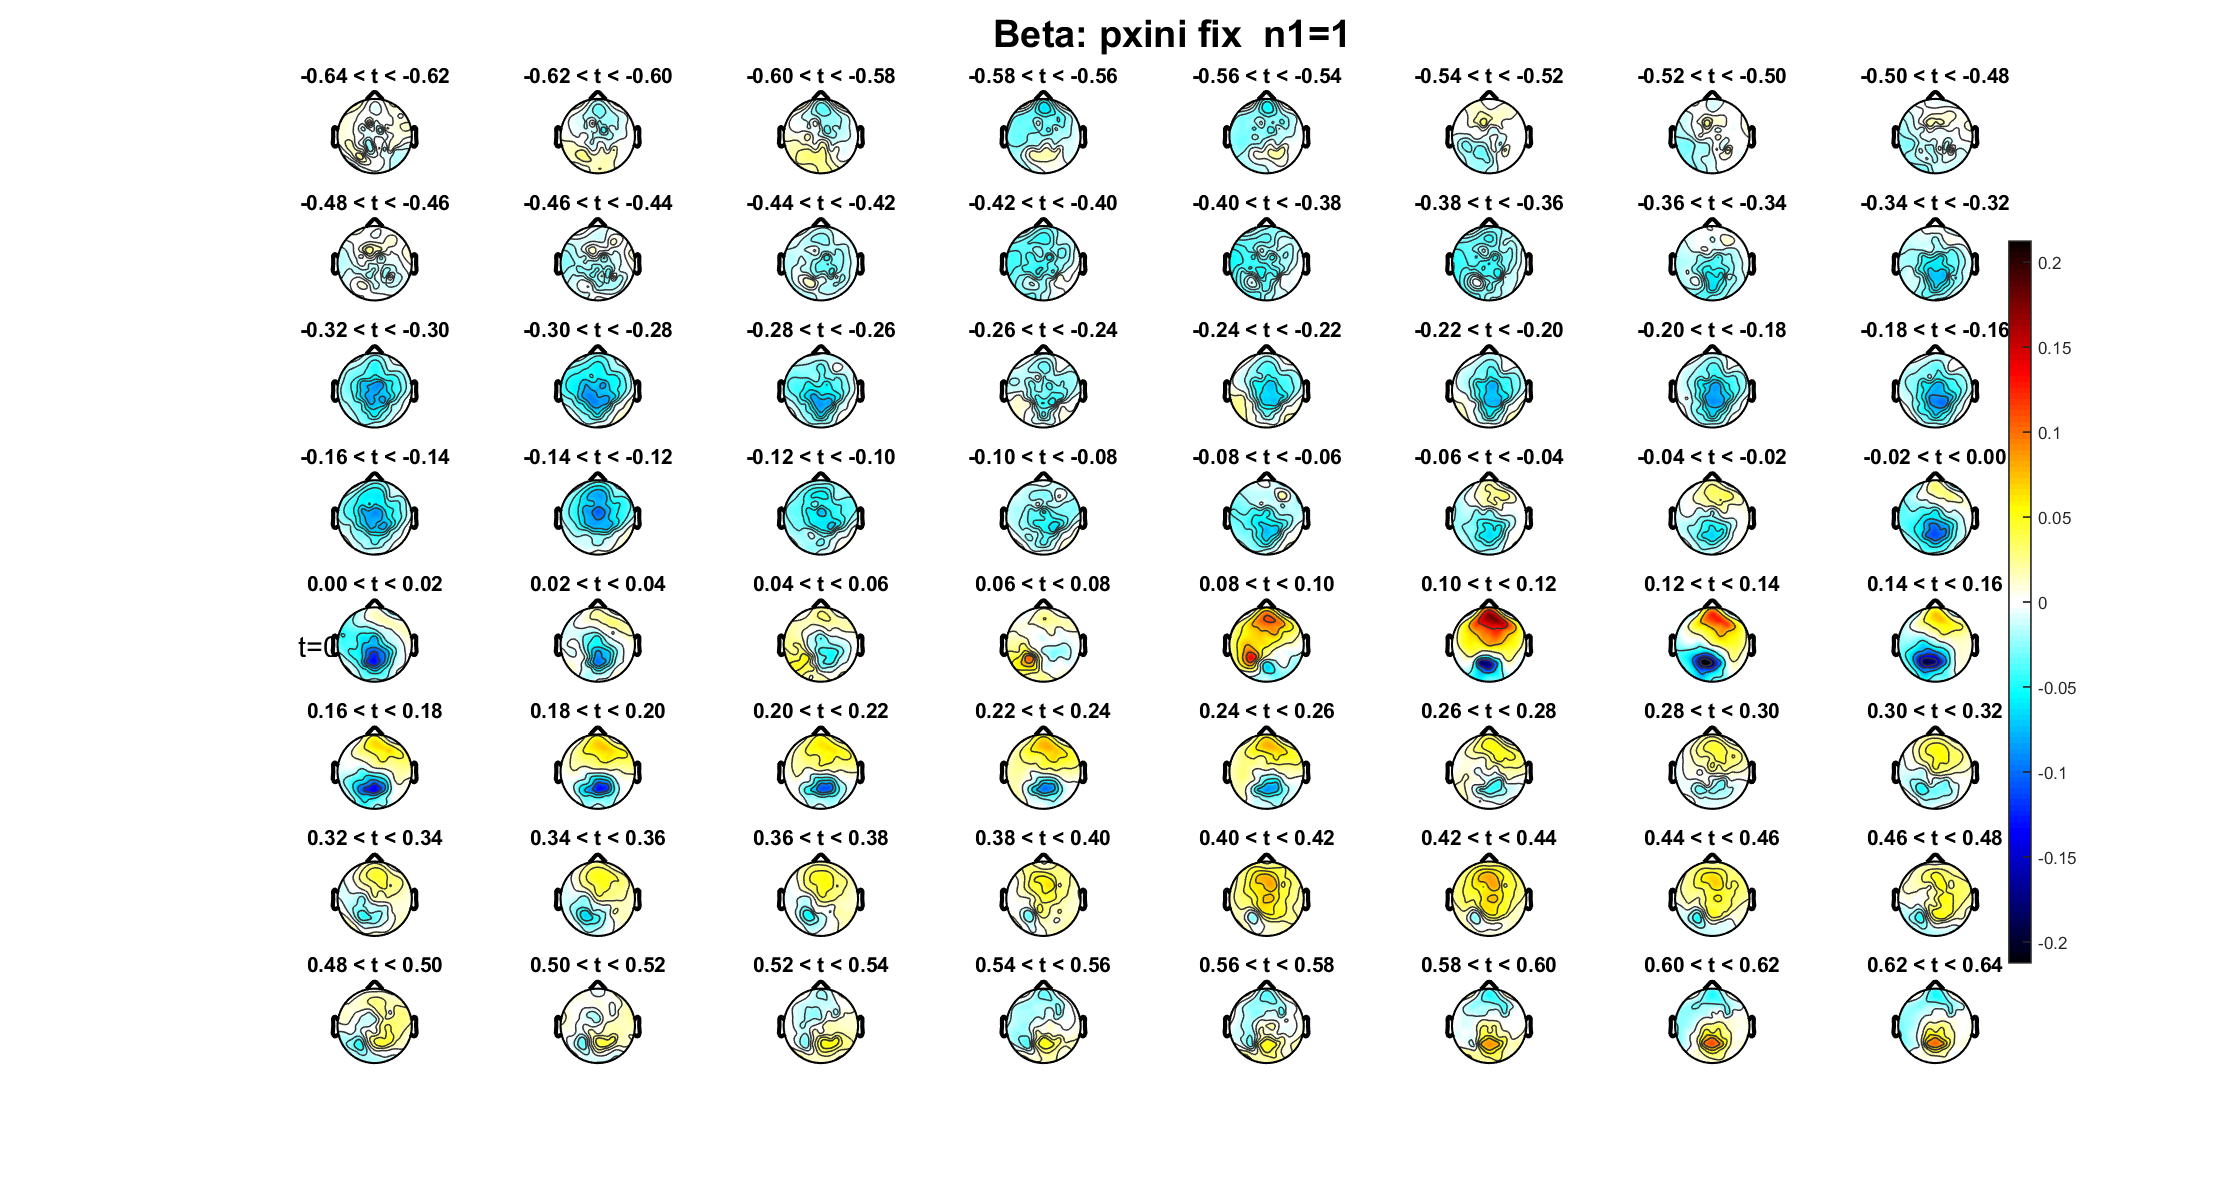 Beta: pxini fix  n1=1
-0.64 < t < -0.62 -0.62 < t < -0.60 -0.60 < t < -0.58 -0.58 < t < -0.56 -0.56 < t < -0.54 -0.54 < t < -0.52 -0.52 < t < -0.50 -0.50 < t < -0.48
-0.48 < t < -0.46 -0.46 < t < -0.44 -0.44 < t < -0.42 -0.42 < t < -0.40 -0.40 < t < -0.38 -0.38 < t < -0.36 -0.36 < t < -0.34 -0.34 < t < -0.32
-0.32 < t < -0.30 -0.30 < t < -0.28 -0.28 < t < -0.26 -0.26 < t < -0.24 -0.24 < t < -0.22 -0.22 < t < -0.20 -0.20 < t < -0.18 -0.18 < t < -0.16
-0.16 < t < -0.14 -0.14 < t < -0.12 -0.12 < t < -0.10 -0.10 < t < -0.08 -0.08 < t < -0.06 -0.06 < t < -0.04 -0.04 < t < -0.02 -0.02 < t < 0.00
0.00 < t < 0.02 0.02 < t < 0.04 0.04 < t < 0.06 0.06 < t < 0.08 0.08 < t < 0.10 0.10 < t < 0.12 0.12 < t < 0.14 0.14 < t < 0.16
t=0
0.16 < t < 0.18 0.18 < t < 0.20 0.20 < t < 0.22 0.22 < t < 0.24 0.24 < t < 0.26 0.26 < t < 0.28 0.28 < t < 0.30 0.30 < t < 0.32
0.32 < t < 0.34 0.34 < t < 0.36 0.36 < t < 0.38 0.38 < t < 0.40 0.40 < t < 0.42 0.42 < t < 0.44 0.44 < t < 0.46 0.46 < t < 0.48
0.48 < t < 0.50 0.50 < t < 0.52 0.52 < t < 0.54 0.54 < t < 0.56 0.56 < t < 0.58 0.58 < t < 0.60 0.60 < t < 0.62 0.62 < t < 0.64
0.2
0.15
0.1
0.05
0
-0.05
-0.1
-0.15
-0.2